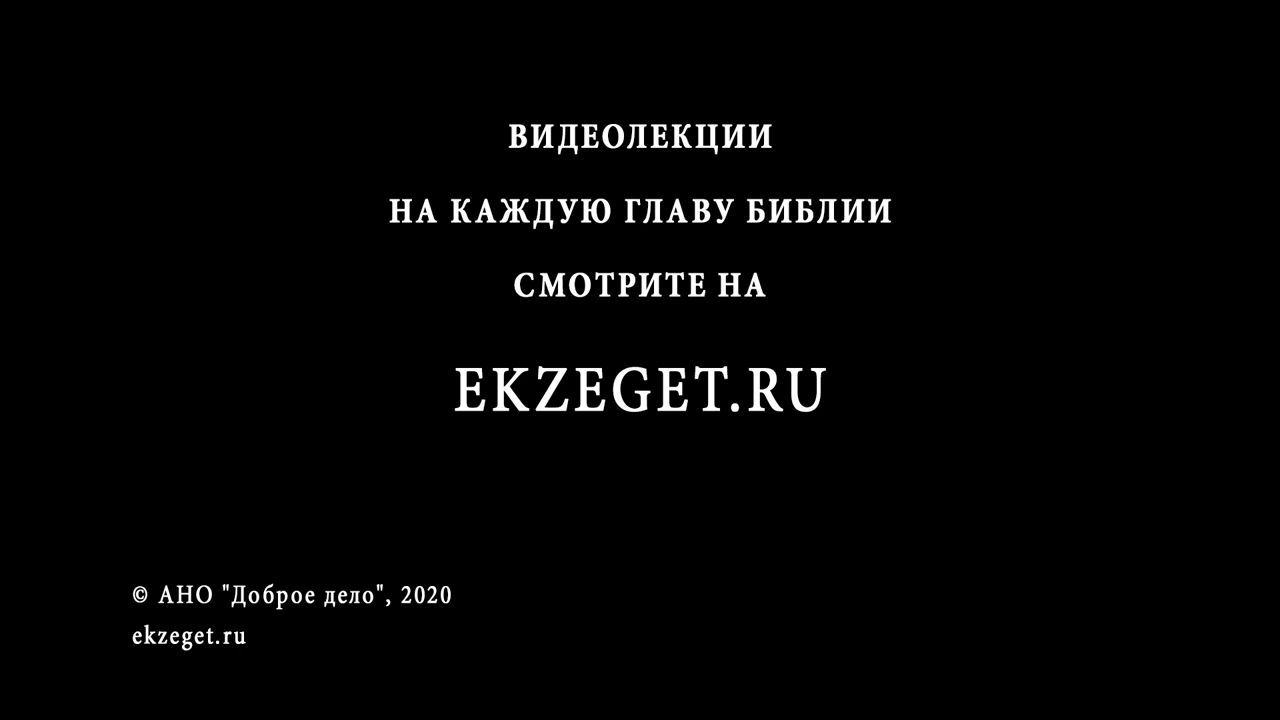 ВИДЕОЛЕКЦИИ
НА КАЖДУЮ ГЛАВУ БИБЛИИ
СМОТРИТЕ НА
EKZEGET.RU
© АНО "Доброе дело", 2020
ekzeget.ru